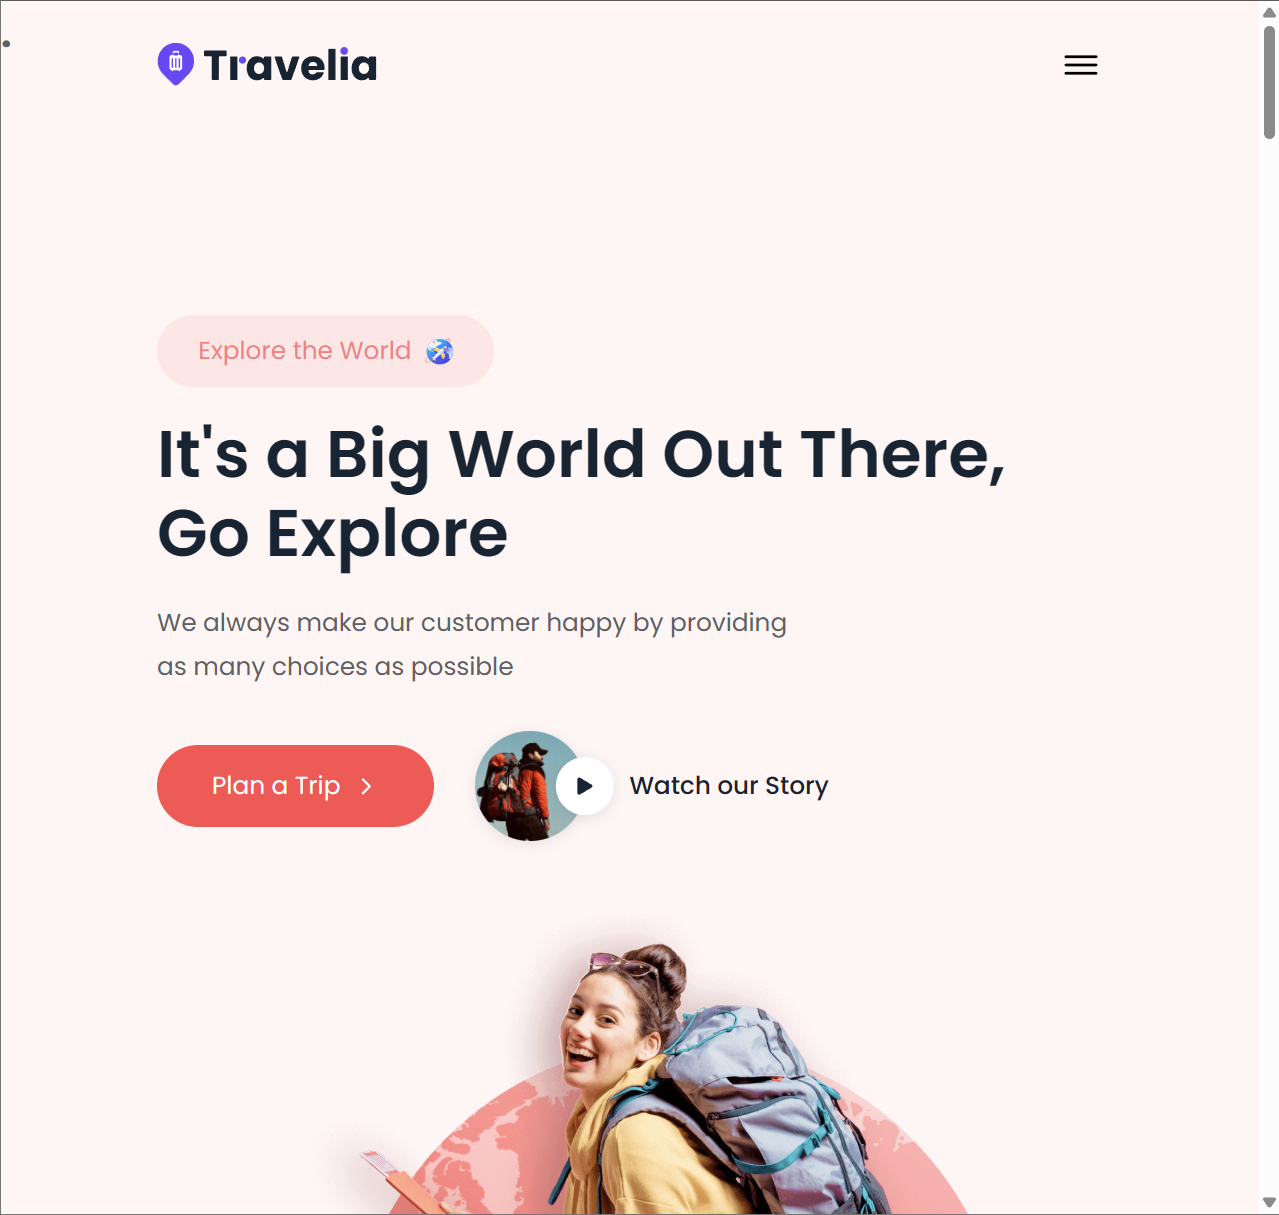 Travelia
Explore the World
It's a Big World Out There,
Go Explore
We always make our customer happy by providing
as many choices as possible
Plan a Trip
Watch our Story